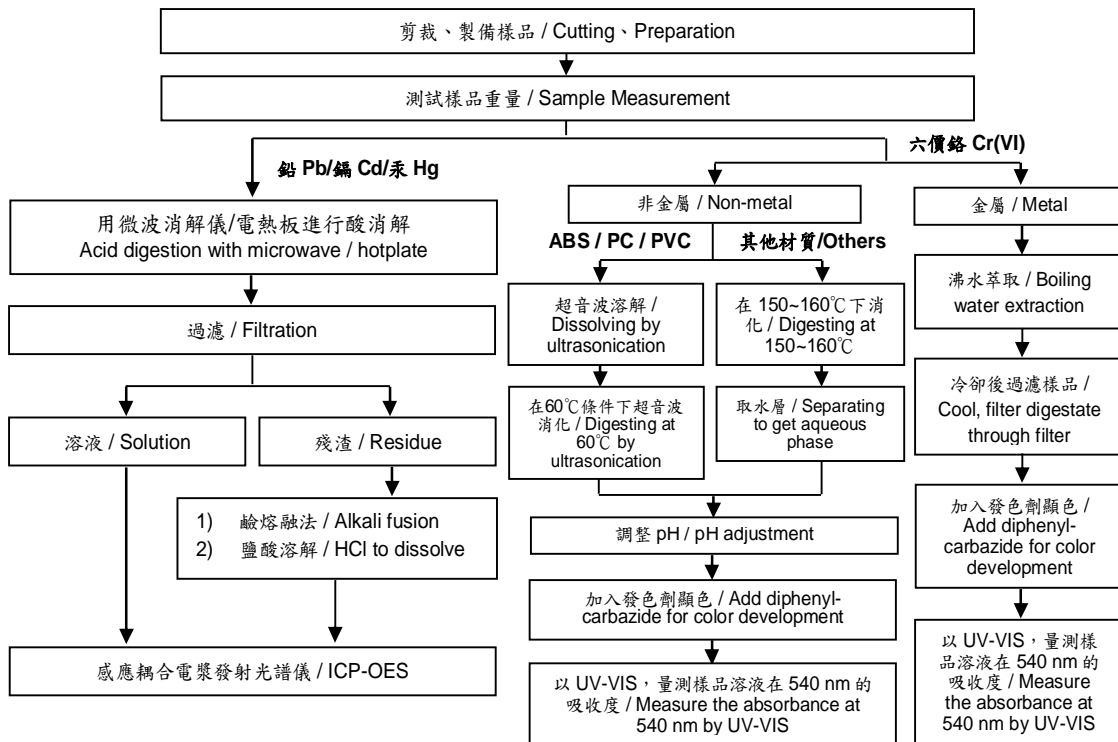 剪裁、製備樣品 / Cutting、Preparation
測試樣品重量 / Sample Measurement
鉛 Pb/鎘 Cd/汞 Hg
六價鉻 Cr(VI)
用微波消解儀/電熱板進行酸消解
Acid digestion with microwave / hotplate
過濾 / Filtration
溶液 / Solution
殘渣 / Residue
1) 鹼熔融法 / Alkali fusion
2) 鹽酸溶解 / HCl to dissolve
感應耦合電漿發射光譜儀 / ICP-OES
非金屬 / Non-metal
ABS / PC / PVC
其他材質/Others
超音波溶解 /
Dissolving by
ultrasonication
在60℃條件下超音波
消化 / Digesting at
60℃ by
ultrasonication
在 150~160℃下消
化 / Digesting at
150~160℃
取水層 / Separating
to get aqueous
phase
調整 pH / pH adjustment
加入發色劑顯色 / Add diphenyl-
carbazide for color development
以 UV-VIS，量測樣品溶液在 540 nm 的
吸收度 / Measure the absorbance at
540 nm by UV-VIS
金屬 / Metal
沸水萃取 / Boiling
water extraction
冷卻後過濾樣品 /
Cool, filter digestate
through filter
加入發色劑顯色 /
Add diphenyl-
carbazide for color
development
以 UV-VIS，量測樣
品溶液在 540 nm 的
吸收度 / Measure
the absorbance at
540 nm by UV-VIS